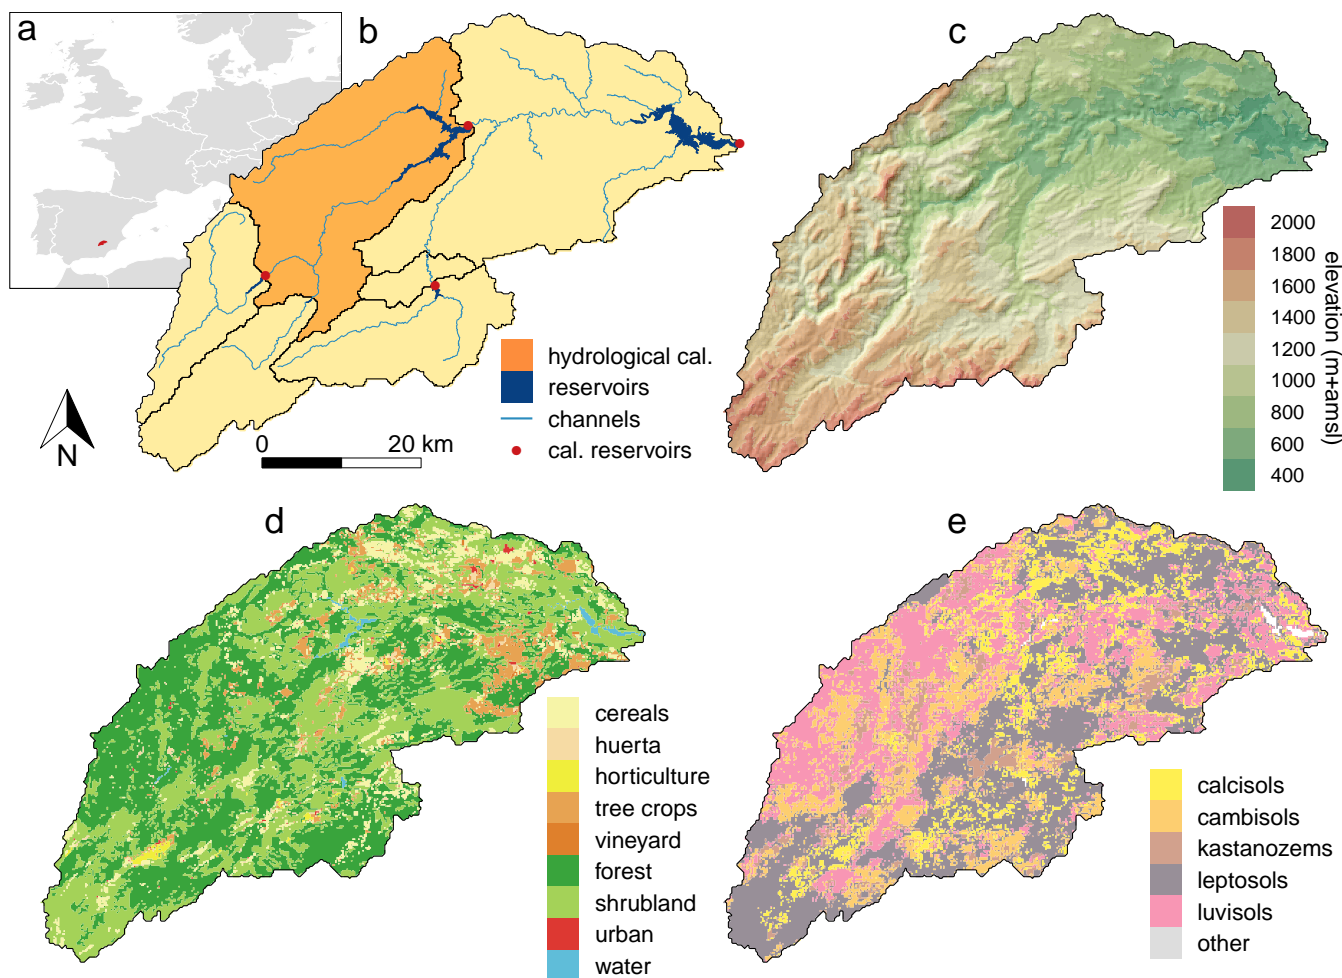 a
b
c
hydrological cal.
reservoirs
channels
cal. reservoirs
N
0
20 km
2000
1800
1600
1400
1200
1000
800
600
400
elevation (m+amsl)
d
e
cereals
huerta
horticulture
tree crops
vineyard
forest
shrubland
urban
water
calcisols
cambisols
kastanozems
leptosols
luvisols
other